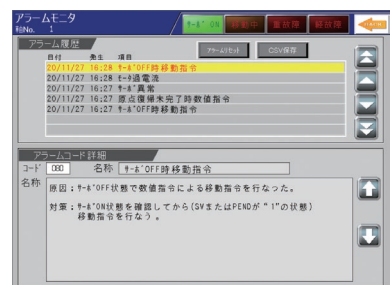 アラームモニタ
軸No. 1
ｻｰﾎﾞ ON
移動中
重故障
軽故障
アラーム履歴
ｱﾗｰﾑﾘｾｯﾄ
CSV保存
日付 発生 項目
20/11/27 16:28 ｻｰﾎﾞOFF時移動指令
20/11/27 16:28 ﾓｰﾀ過電流
20/11/27 16:27 ｻｰﾎﾞ異常
20/11/27 16:27 原点復帰未完了時数値指令
20/11/27 16:27 ｻｰﾎﾞOFF時移動指令
アラームコード詳細
ｺｰﾄﾞ 080 名称 ｻｰﾎﾞOFF時移動指令
名称
原因：ｻｰﾎﾞOFF状態で数値指令による移動指令を行なった。
対策：ｻｰﾎﾞON状態を確認してから(SVまたはPENDが"1"の状態)
移動指令を行なう。